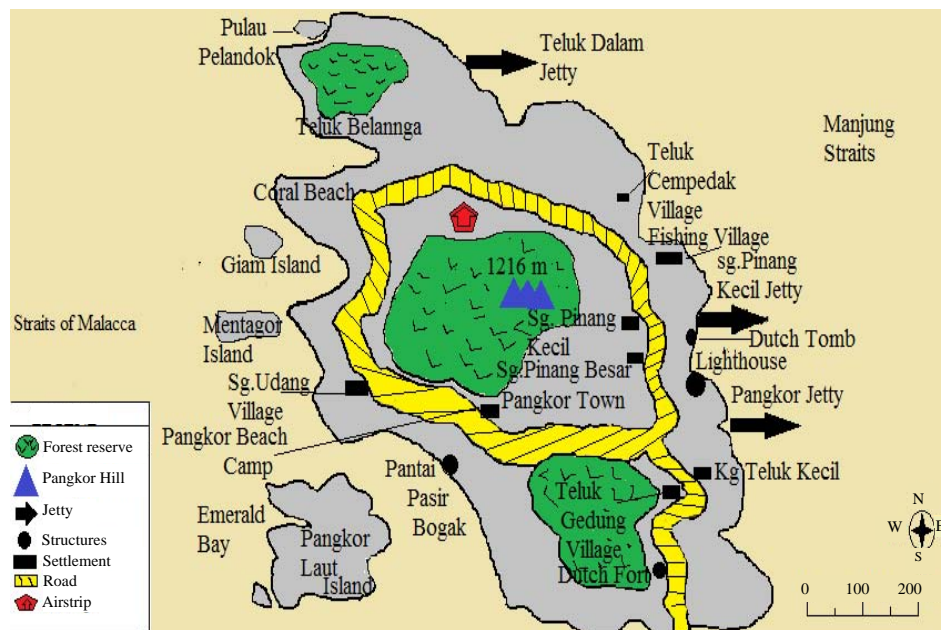 Pulau
Pelandok
Teluk Dalam
Jetty
Teluk Belannga
Manjung
Straits
Teluk
Cempedak
Village
Fishing Village
Coral Beach
sg.Pinang
Kecil Jetty
Giam Island
1216 m
Straits of Malacca
Mentagor
Island
Sg. Pinang
Kecil
Dutch Tomb
Lighthouse
Sg.Pinang Besar
Sg.Udang
Village
Pangkor Town
Pangkor Jetty
Pangkor Beach
Camp
Pantai
Pasir
Bogak
Kg Teluk Kecil
Teluk
Gedung
Village
Dutch Fort
Emerald
Bay
Pangkor
Laut
Island
Forest reserve
Pangkor Hill
Jetty
Structures
Settlement
Road
Airstrip
N
W E
S
0 100 200